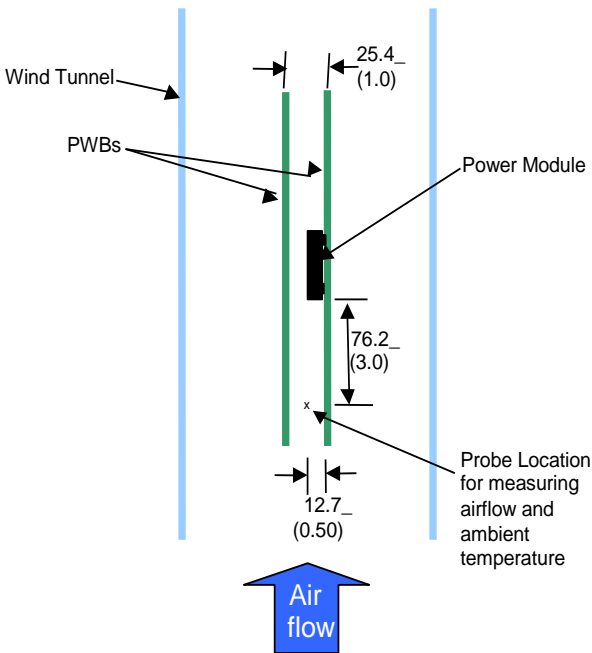 25.4_
(1.0)
Wind Tunnel
PWBs
Power Module
76.2_
(3.0)
x
Probe Location
for measuring
airflow and
ambient
temperature
12.7_
(0.50)
Air
flow